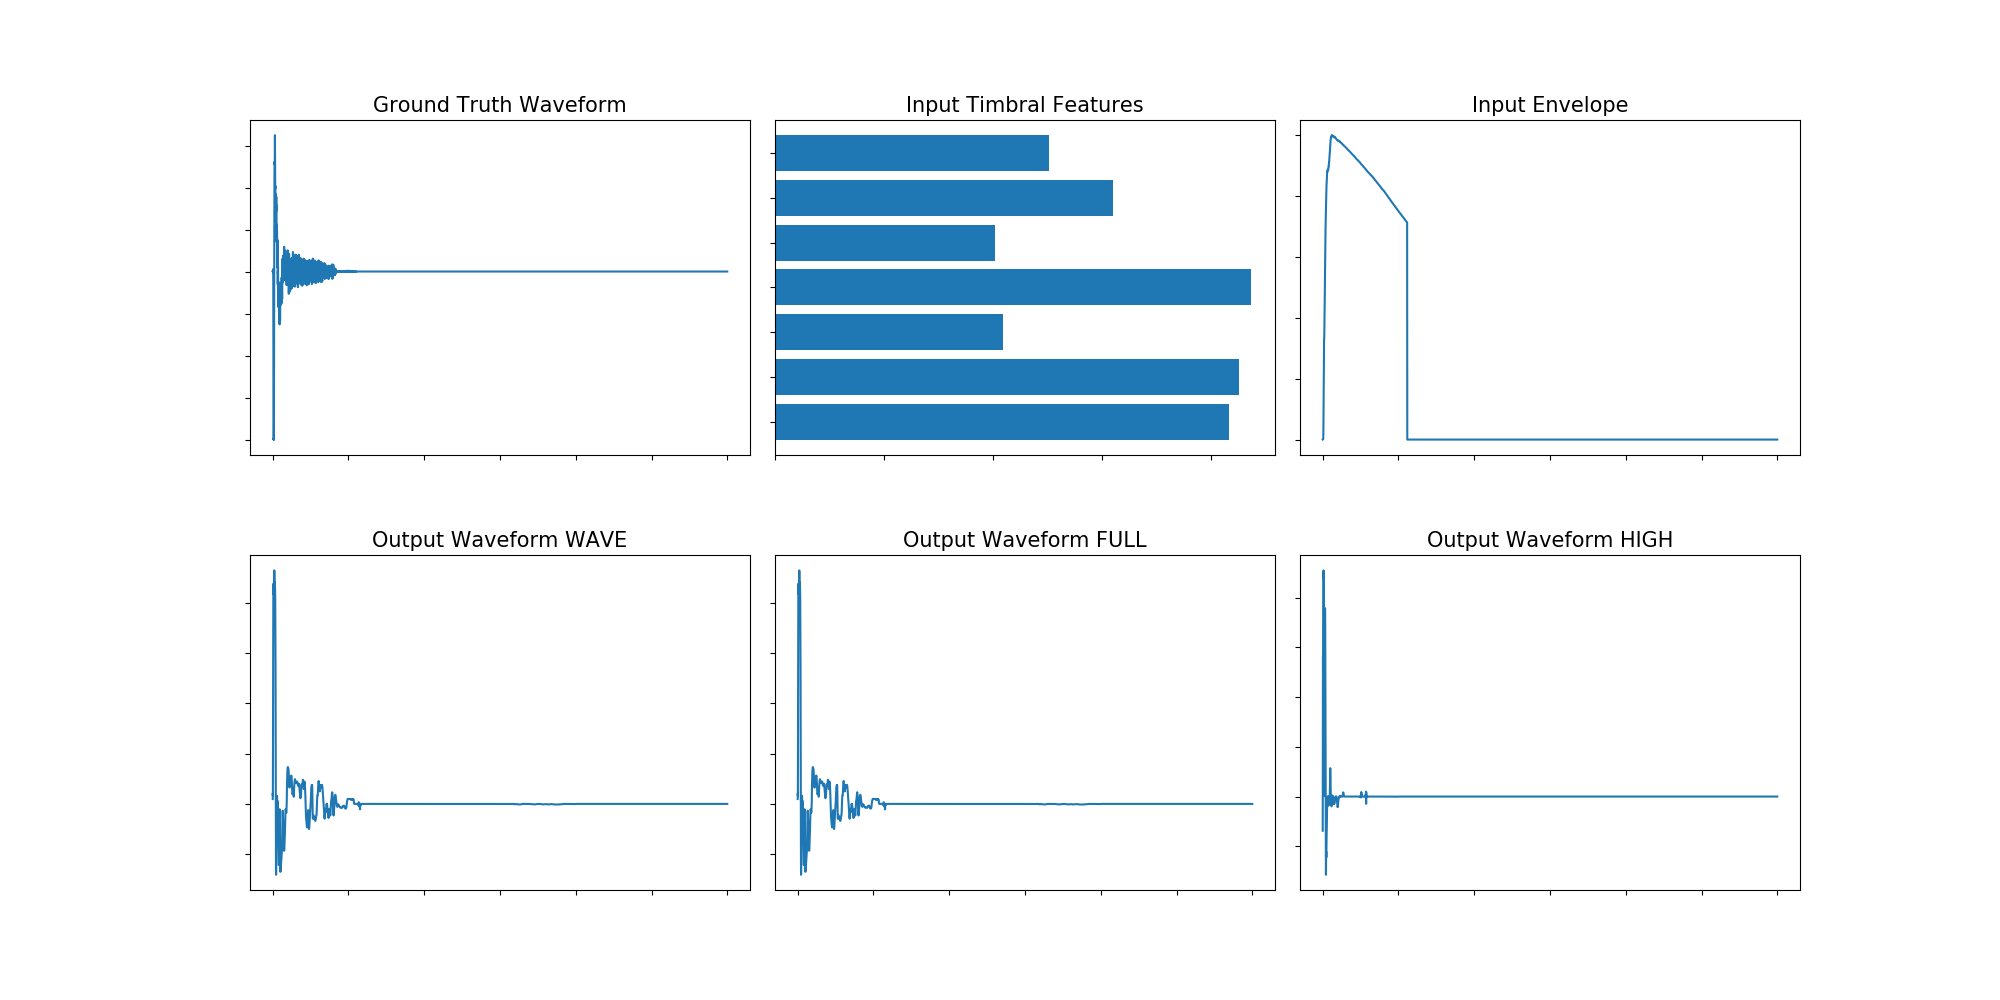 Ground Truth Waveform
Input Timbral Features
Input Envelope
Output Waveform WAVE
Output Waveform FULL
Output Waveform HIGH